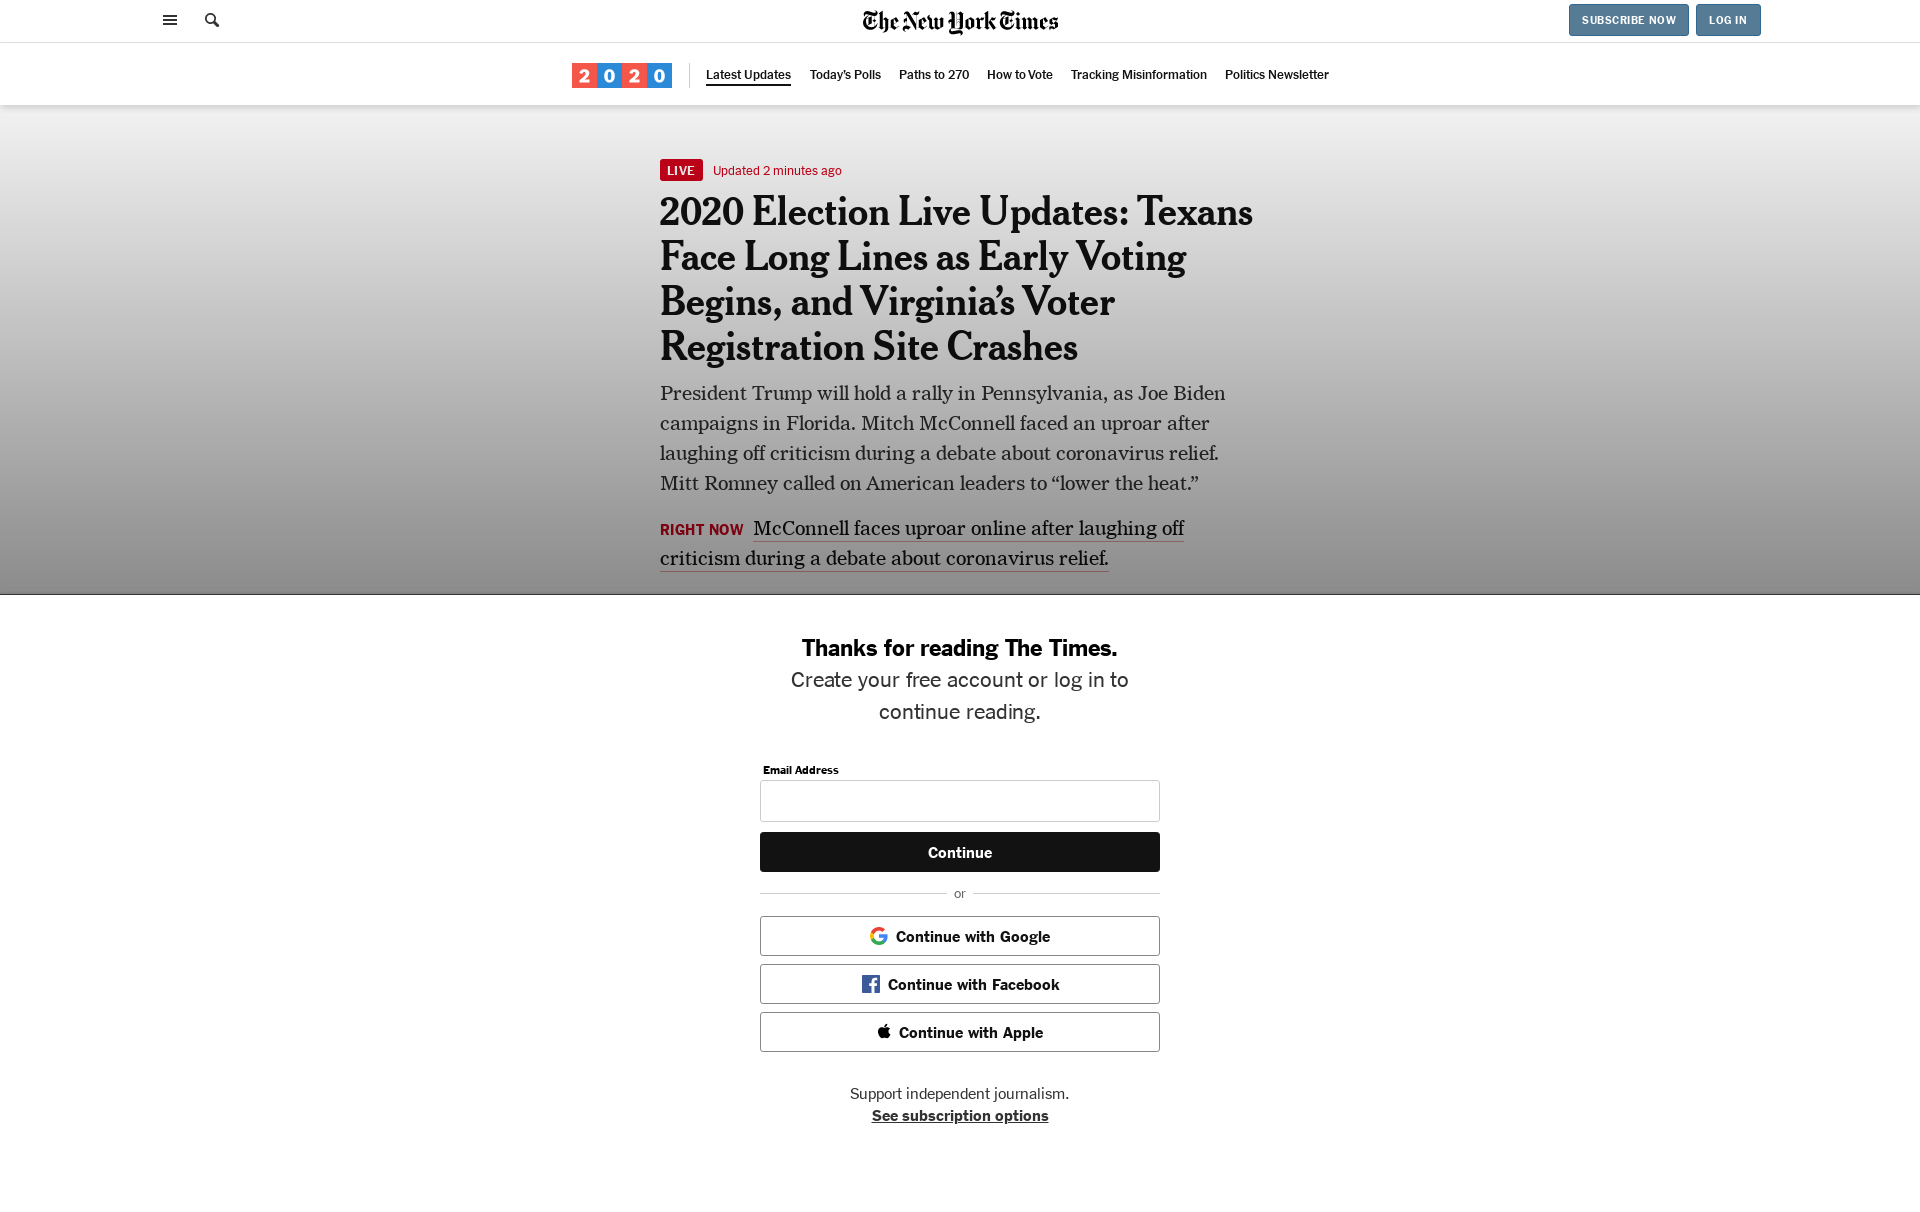 The New York Times
SUBSCRIBE NOW
LOG IN
2020
Latest Updates
Today's Polls
Paths to 270
How to Vote
Tracking Misinformation
Politics Newsletter
LIVE
Updated 2 minutes ago
2020 Election Live Updates: Texans
Face Long Lines as Early Voting
Begins, and Virginia’s Voter
Registration Site Crashes
President Trump will hold a rally in Pennsylvania, as Joe Biden
campaigns in Florida. Mitch McConnell faced an uproar after
laughing off criticism during a debate about coronavirus relief.
Mitt Romney called on American leaders to “lower the heat.”
RIGHT NOW McConnell faces uproar online after laughing off
criticism during a debate about coronavirus relief.
Thanks for reading The Times.
Create your free account or log in to
continue reading.
Email Address
Continue
or
Continue with Google
Continue with Facebook
Continue with Apple
Support independent journalism.
See subscription options